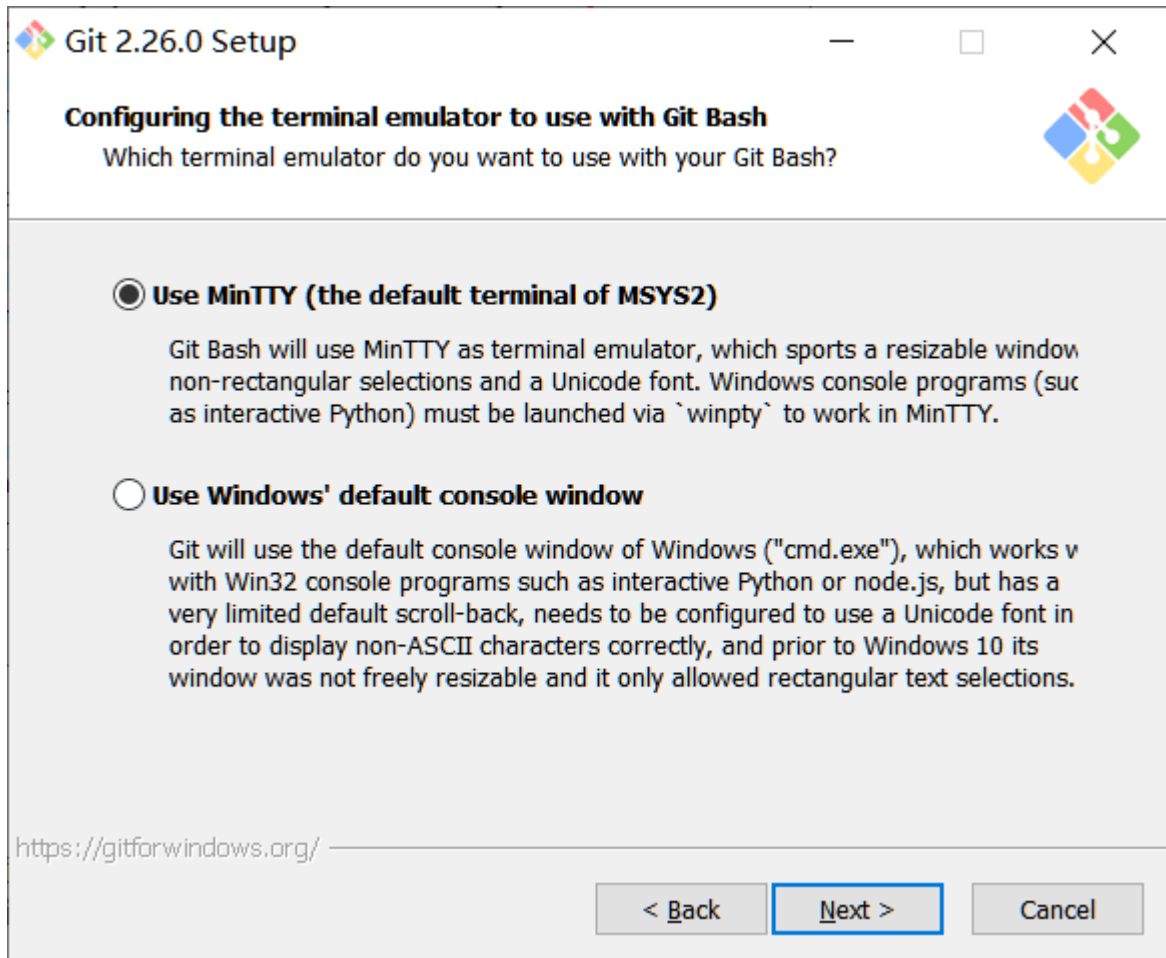 Git 2.26.0 Setup
Configuring the terminal emulator to use with Git Bash
Which terminal emulator do you want to use with your Git Bash?
Use MinTTY (the default terminal of MSYS2)
Git Bash will use MinTTY as terminal emulator, which sports a resizable window
non-rectangular selections and a Unicode font. Windows console programs (suc
as interactive Python) must be launched via `winpty` to work in MinTTY.
Use Windows' default console window
Git will use the default console window of Windows ("cmd.exe"), which works
with Win32 console programs such as interactive Python or node.js, but has a
very limited default scroll-back, needs to be configured to use a Unicode font in
order to display non-ASCII characters correctly, and prior to Windows 10 its
window was not freely resizable and it only allowed rectangular text selections.
https://gitforwindows.org/
< Back
Next >
Cancel